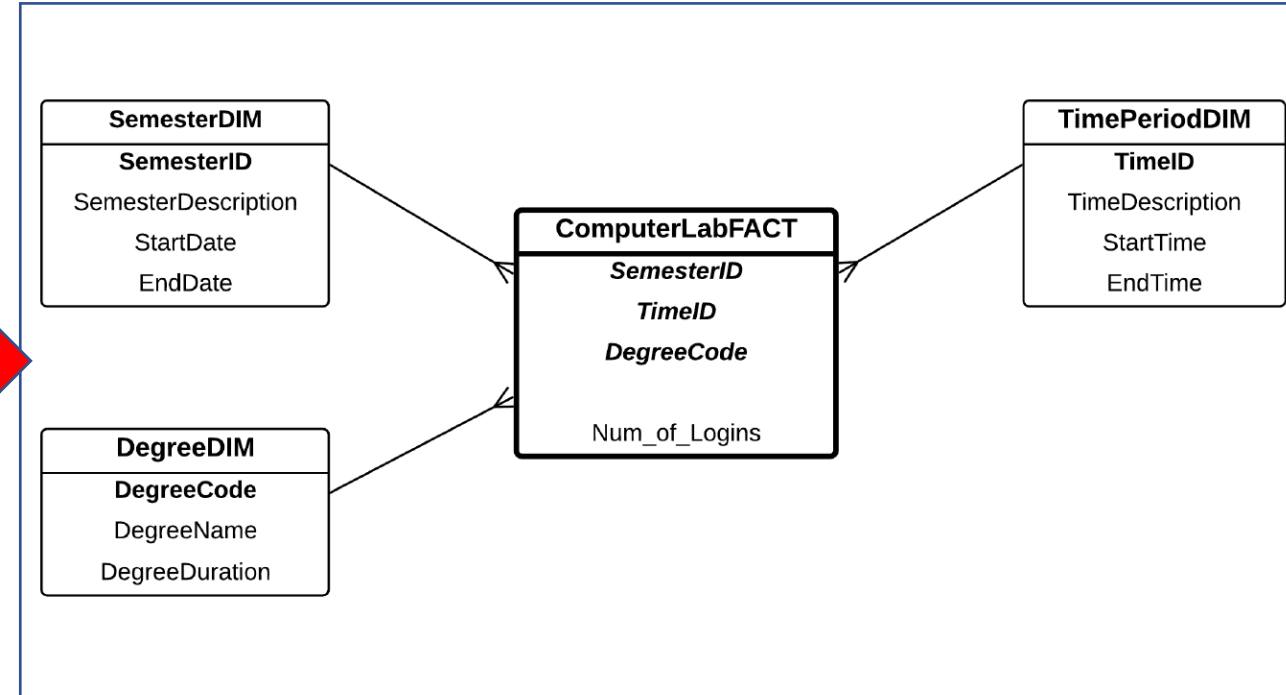 SemesterDIM
SemesterID
SemesterDescription
StartDate
EndDate
DegreeDIM
DegreeCode
DegreeName
DegreeDuration
ComputerLabFACT
SemesterID
TimeID
DegreeCode
Num_of_Logins
TimePeriodDIM
TimeID
TimeDescription
StartTime
EndTime